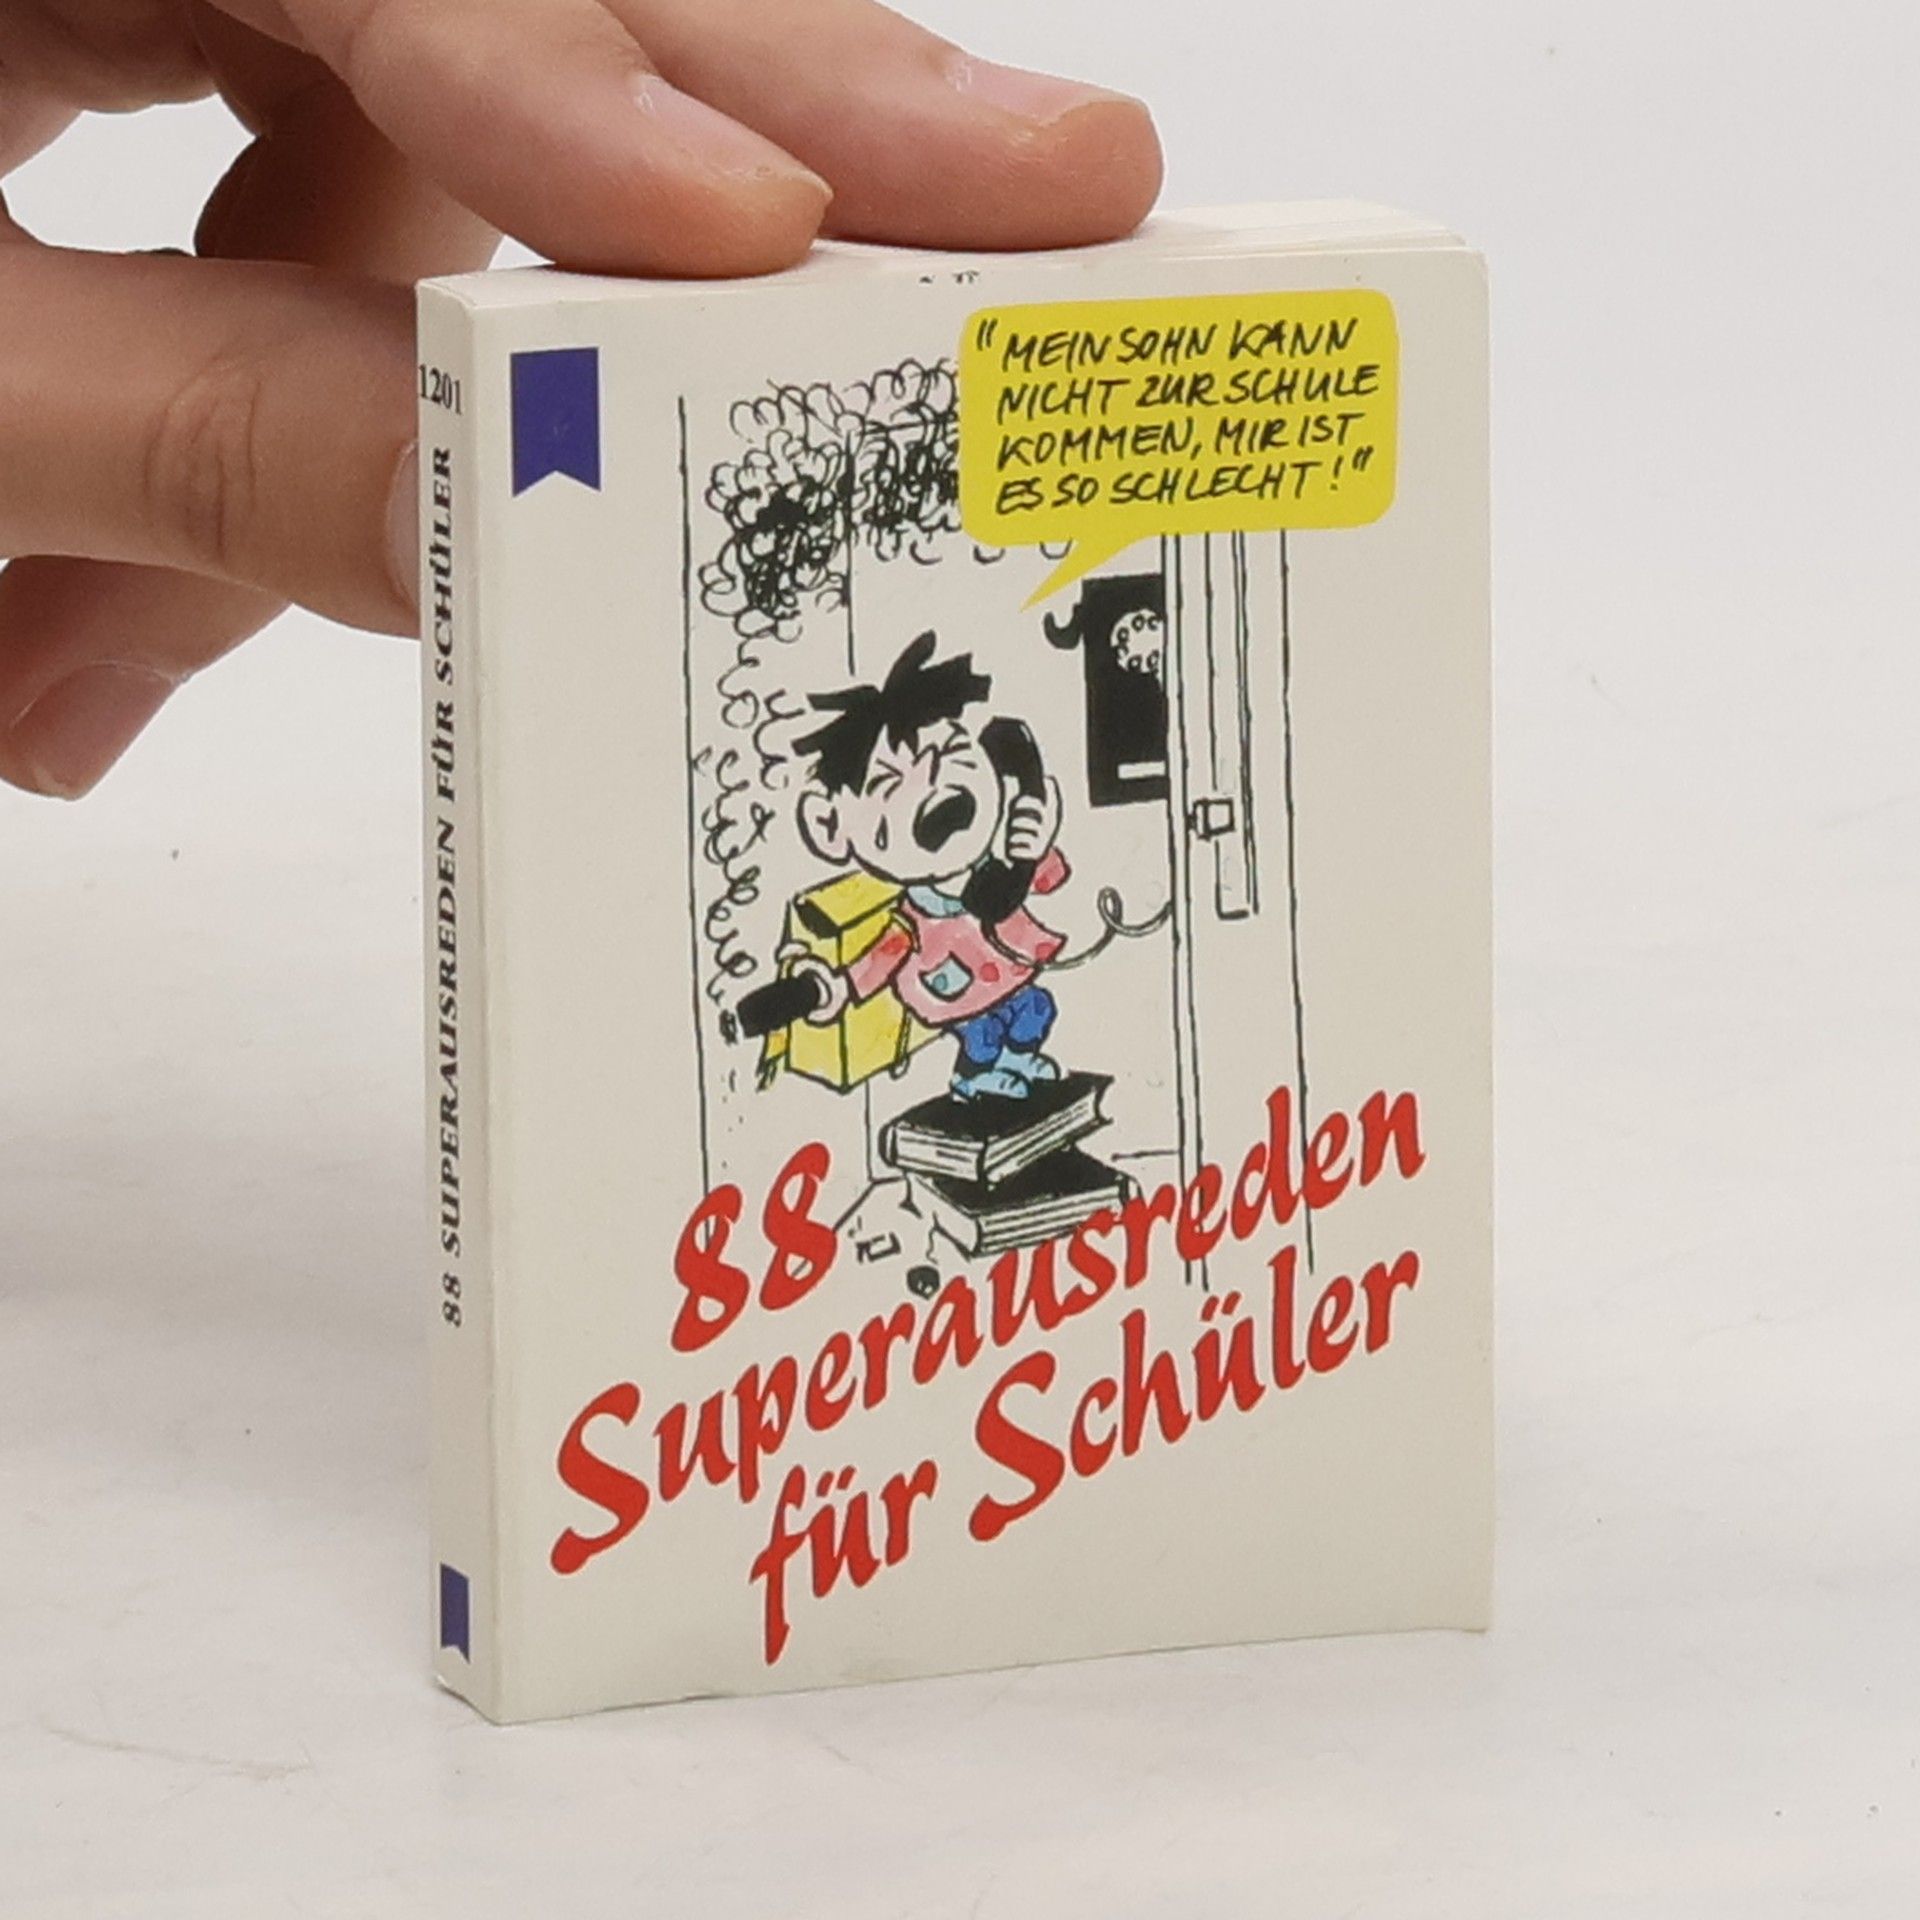 1201
88 SUPERAUSREDEN FÜR SCHÜLER
"MEIN SOHN KANN
NICHT ZUR SCHULE
KOMMEN, MIR IST
ES SO SCHLECHT!"
88
Superausreden
für Schüler